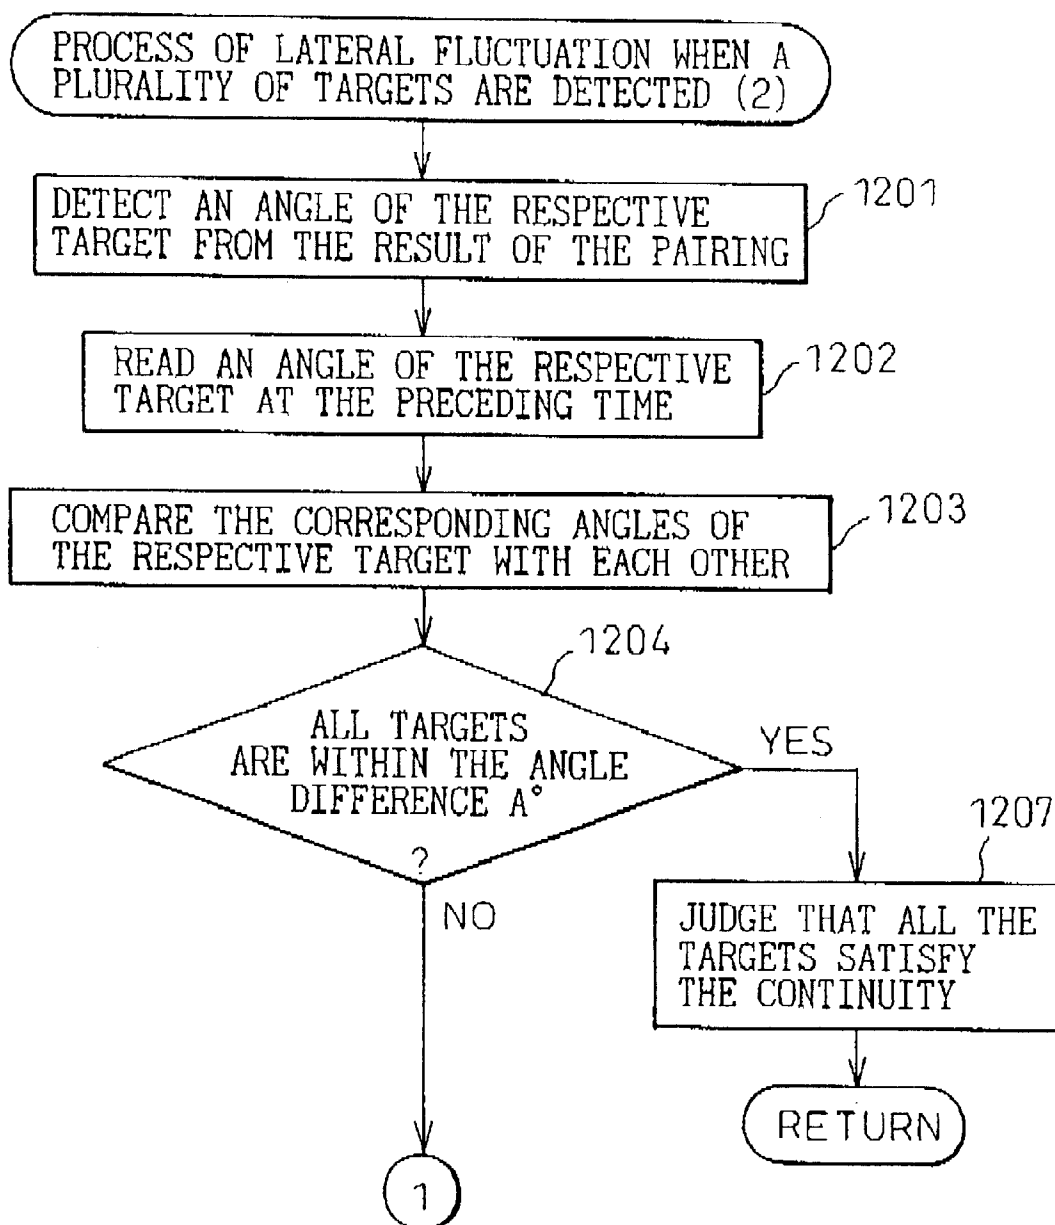 PROCESS OF LATERAL FLUCTUATION WHEN A
PLURALITY OF TARGETS ARE DETECTED (2)
1201
DETECT AN ANGLE OF THE RESPECTIVE
TARGET FROM THE RESULT OF THE PAIRING
1202
READ AN ANGLE OF THE RESPECTIVE
TARGET AT THE PRECEDING TIME
1203
COMPARE THE CORRESPONDING ANGLES OF
THE RESPECTIVE TARGET WITH EACH OTHER
1204
ALL TARGETS
ARE WITHIN THE ANGLE
DIFFERENCE A°
?
YES
NO
1207
JUDGE THAT ALL THE
TARGETS SATISFY
THE CONTINUITY
RETURN
1